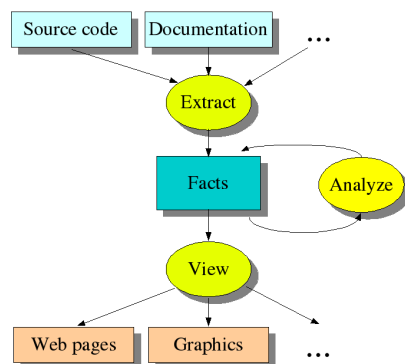 Source code
Documentation
...
Extract
Facts
Analyze
View
Web pages
Graphics
...